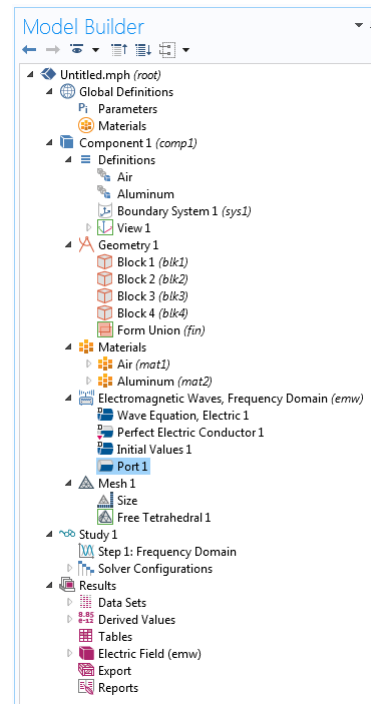 Model Builder
Untitled.mph (root)
Global Definitions
Pi Parameters
Materials
Component 1 (comp1)
Definitions
Air
Aluminum
Boundary System 1 (sys1)
View 1
Geometry 1
Block 1 (blk1)
Block 2 (blk2)
Block 3 (blk3)
Block 4 (blk4)
Form Union (fin)
Materials
Air (mat1)
Aluminum (mat2)
Electromagnetic Waves, Frequency Domain (emw)
Wave Equation, Electric 1
Perfect Electric Conductor 1
Initial Values 1
Port 1
Mesh 1
Size
Free Tetrahedral 1
Study 1
Step 1: Frequency Domain
Solver Configurations
Results
Data Sets
8.85 e-12 Derived Values
Tables
Electric Field (emw)
Export
Reports